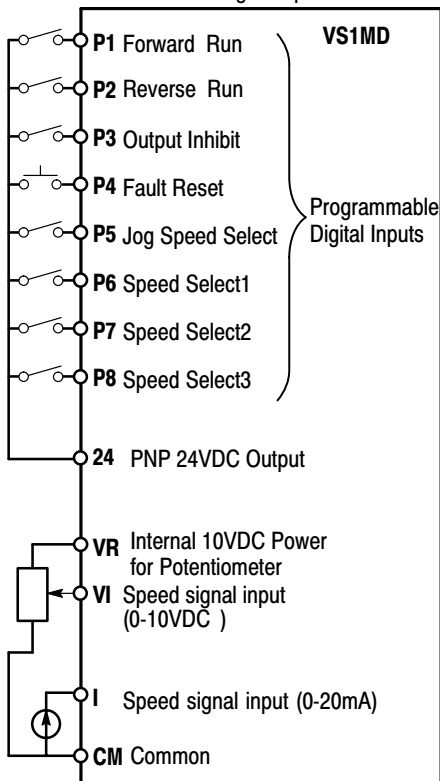 VS1MD
P1 Forward Run
P2 Reverse Run
P3 Output Inhibit
P4 Fault Reset
P5 Jog Speed Select
P6 Speed Select1
P7 Speed Select2
P8 Speed Select3
Programmable
Digital Inputs
24 PNP 24VDC Output
VR Internal 10VDC Power
for Potentiometer
VI Speed signal input
(0-10VDC )
I Speed signal input (0-20mA)
CM Common